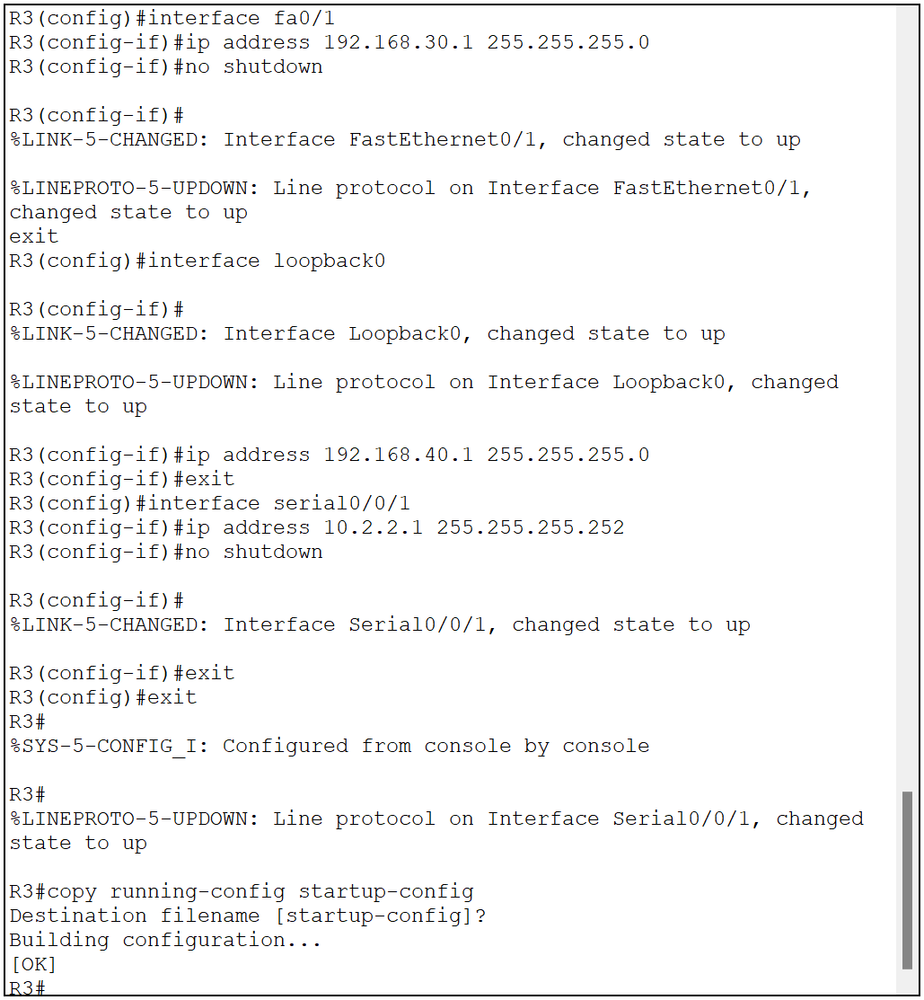 R3(config)#interface fa0/1
R3(config-if)#ip address 192.168.30.1 255.255.255.0
R3(config-if)#no shutdown
R3(config-if)#
%LINK-5-CHANGED: Interface FastEthernet0/1, changed state to up
%LINEPROTO-5-UPDOWN: Line protocol on Interface FastEthernet0/1,
changed state to up
exit
R3(config)#interface loopback0
R3(config-if)#
%LINK-5-CHANGED: Interface Loopback0, changed state to up
%LINEPROTO-5-UPDOWN: Line protocol on Interface Loopback0, changed
state to up
R3(config-if)#ip address 192.168.40.1 255.255.255.0
R3(config-if)#exit
R3(config)#interface serial0/0/1
R3(config-if)#ip address 10.2.2.1 255.255.255.252
R3(config-if)#no shutdown
R3(config-if)#
%LINK-5-CHANGED: Interface Serial0/0/1, changed state to up
R3(config-if)#exit
R3(config)#exit
R3#
%SYS-5-CONFIG_I: Configured from console by console
R3#
%LINEPROTO-5-UPDOWN: Line protocol on Interface Serial0/0/1, changed
state to up
R3#copy running-config startup-config
Destination filename [startup-config]?
Building configuration...
[OK]
R3#